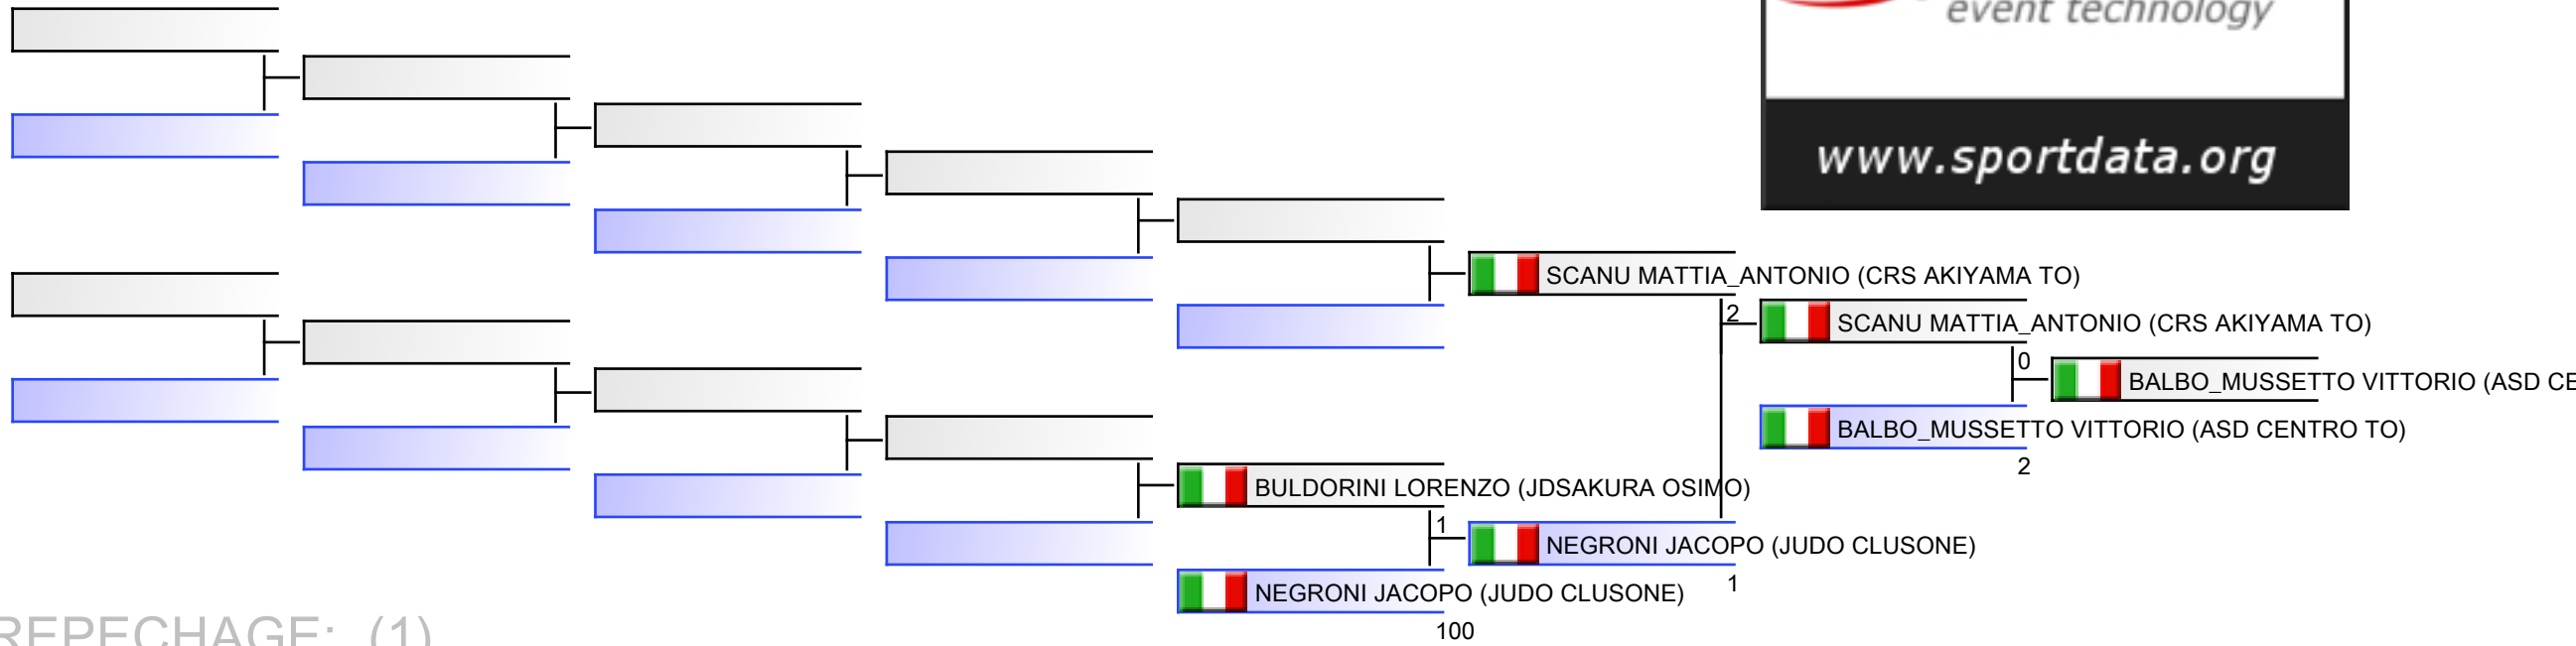 event technology
www.sportdata.org
SCANU MATTIA_ANTONIO (CRS AKIYAMA TO)
2
SCANU MATTIA_ANTONIO (CRS AKIYAMA TO)
0
BALBO_MUSSETTO VITTORIO (ASD CE
BALBO_MUSSETTO VITTORIO (ASD CENTRO TO)
2
BULDORINI LORENZO (JDSAKURA OSIMO)
1
NEGRONI JACOPO (JUDO CLUSONE)
1
NEGRONI JACOPO (JUDO CLUSONE)
100
REPECHAGE: (1)